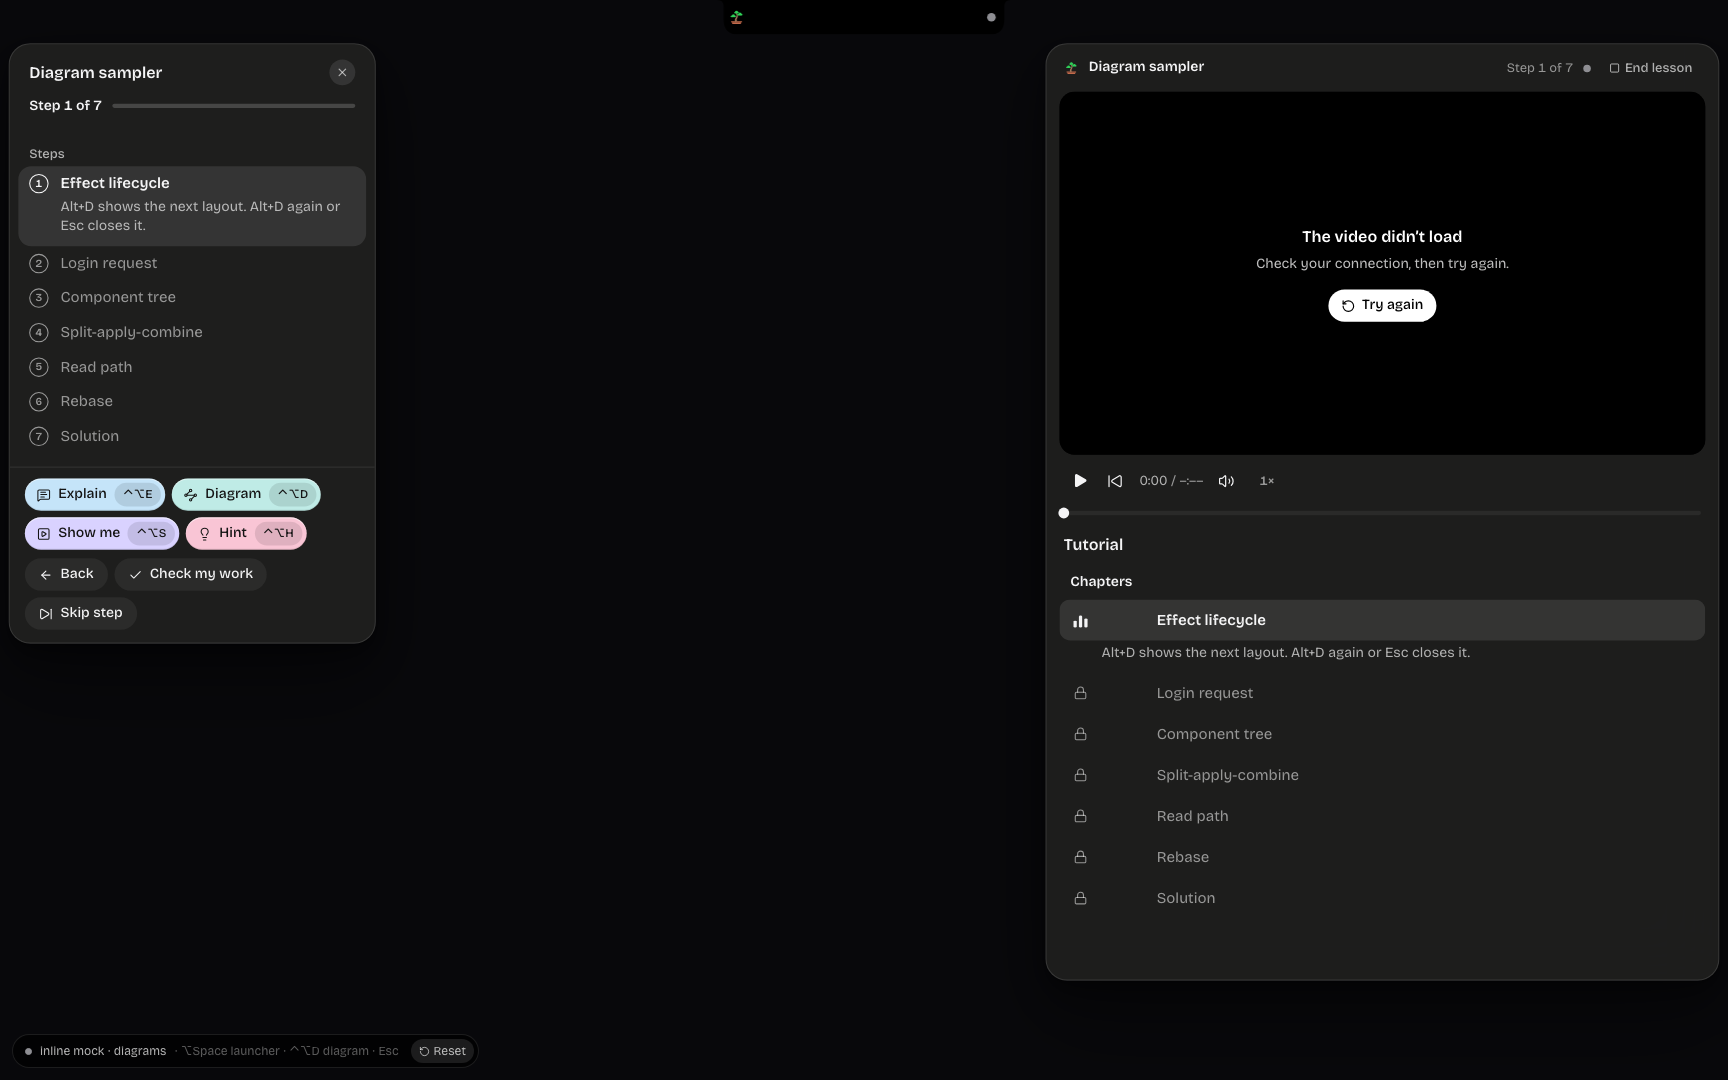 Diagram sampler
Step 1 of 7
Steps
1 Effect lifecycle
Alt+D shows the next layout. Alt+D again or
Esc closes it.
2 Login request
3 Component tree
4 Split-apply-combine
5 Read path
6 Rebase
7 Solution
Explain ^⌥E
Diagram ^⌥D
Show me ^⌥S
Hint ^⌥H
Back
Check my work
Skip step
Diagram sampler
Step 1 of 7
End lesson
The video didn’t load
Check your connection, then try again.
Try again
0:00 / –:––
1×
Tutorial
Chapters
Effect lifecycle
Alt+D shows the next layout. Alt+D again or Esc closes it.
Login request
Component tree
Split-apply-combine
Read path
Rebase
Solution
inline mock · diagrams · ⌥Space launcher · ^⌥D diagram · Esc
Reset